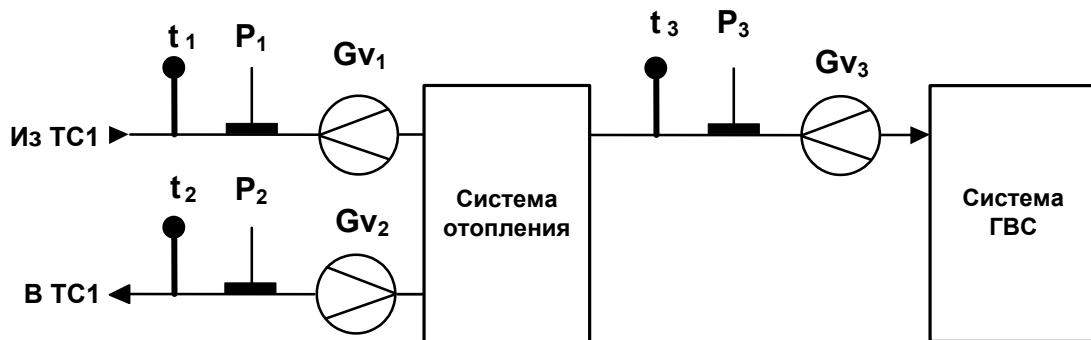 t 1
P1
Gv1
t 3
P3
Gv3
Из ТС1
t 2
P2
Gv2
Система
отопления
Система
ГВС
В ТС1